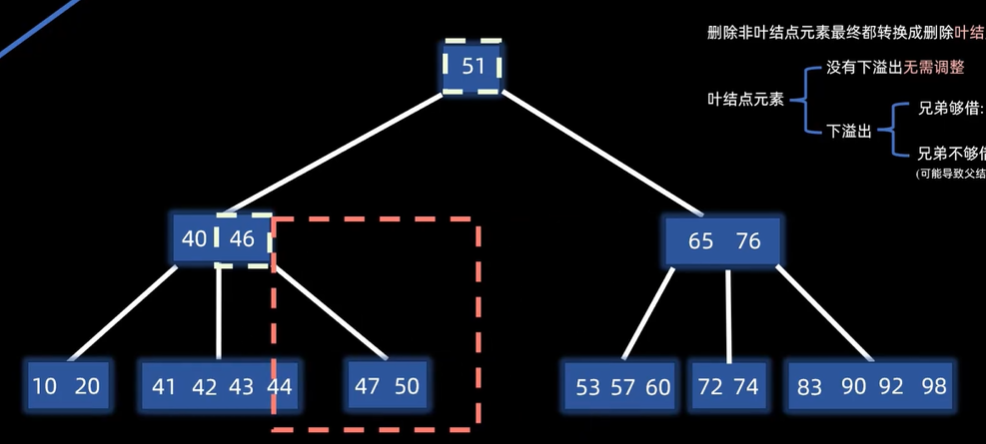 删除非叶结点元素最终都转换成删除叶结
51
没有下溢出无需调整
叶结点元素
兄弟够借:
下溢出
兄弟不够借
(可能导致父结
40 46
65 76
10 20
41 42 43 44
47 50
53 57 60
72 74
83 90 92 98